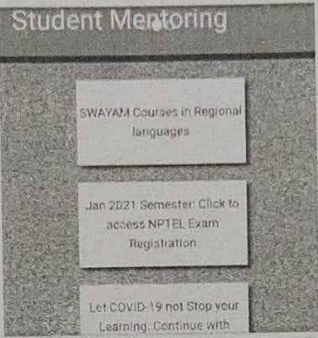 Student Mentoring
SWAYAM Courses in Regional
languages
Jan 2021 Semester: Click to
access NPTEL Exam
Registration
Let COVID-19 not Stop your
Learning. Continue with